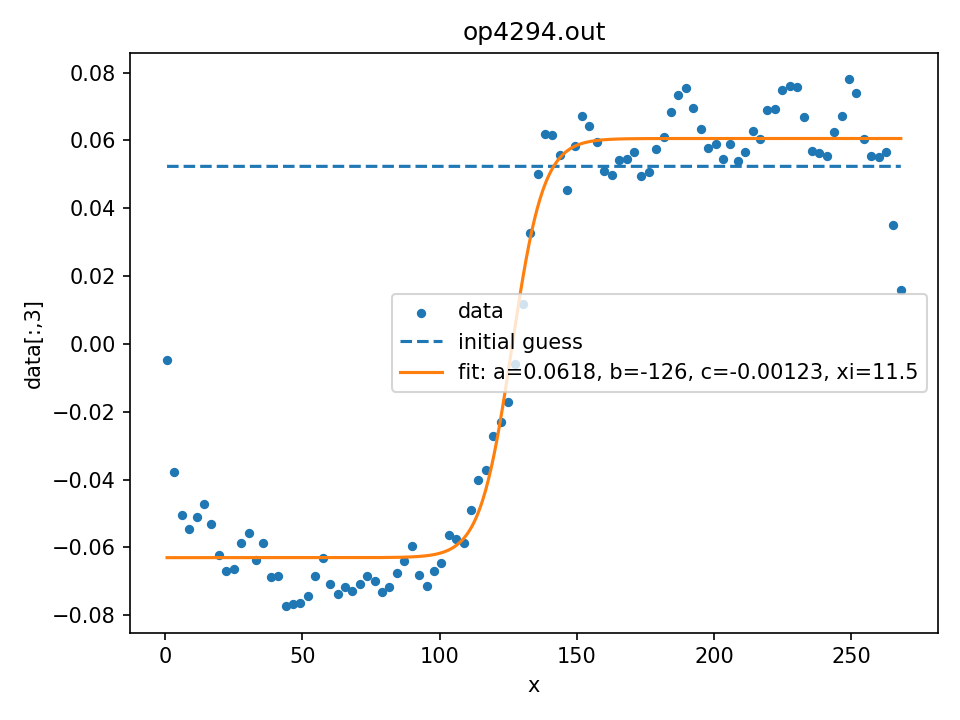 op4294.out
0.08
0.06
0.04
0.02
0.00
−0.02
−0.04
−0.06
−0.08
data[:,3]
data
initial guess
fit: a=0.0618, b=-126, c=-0.00123, xi=11.5
0 50 100 150 200 250
x